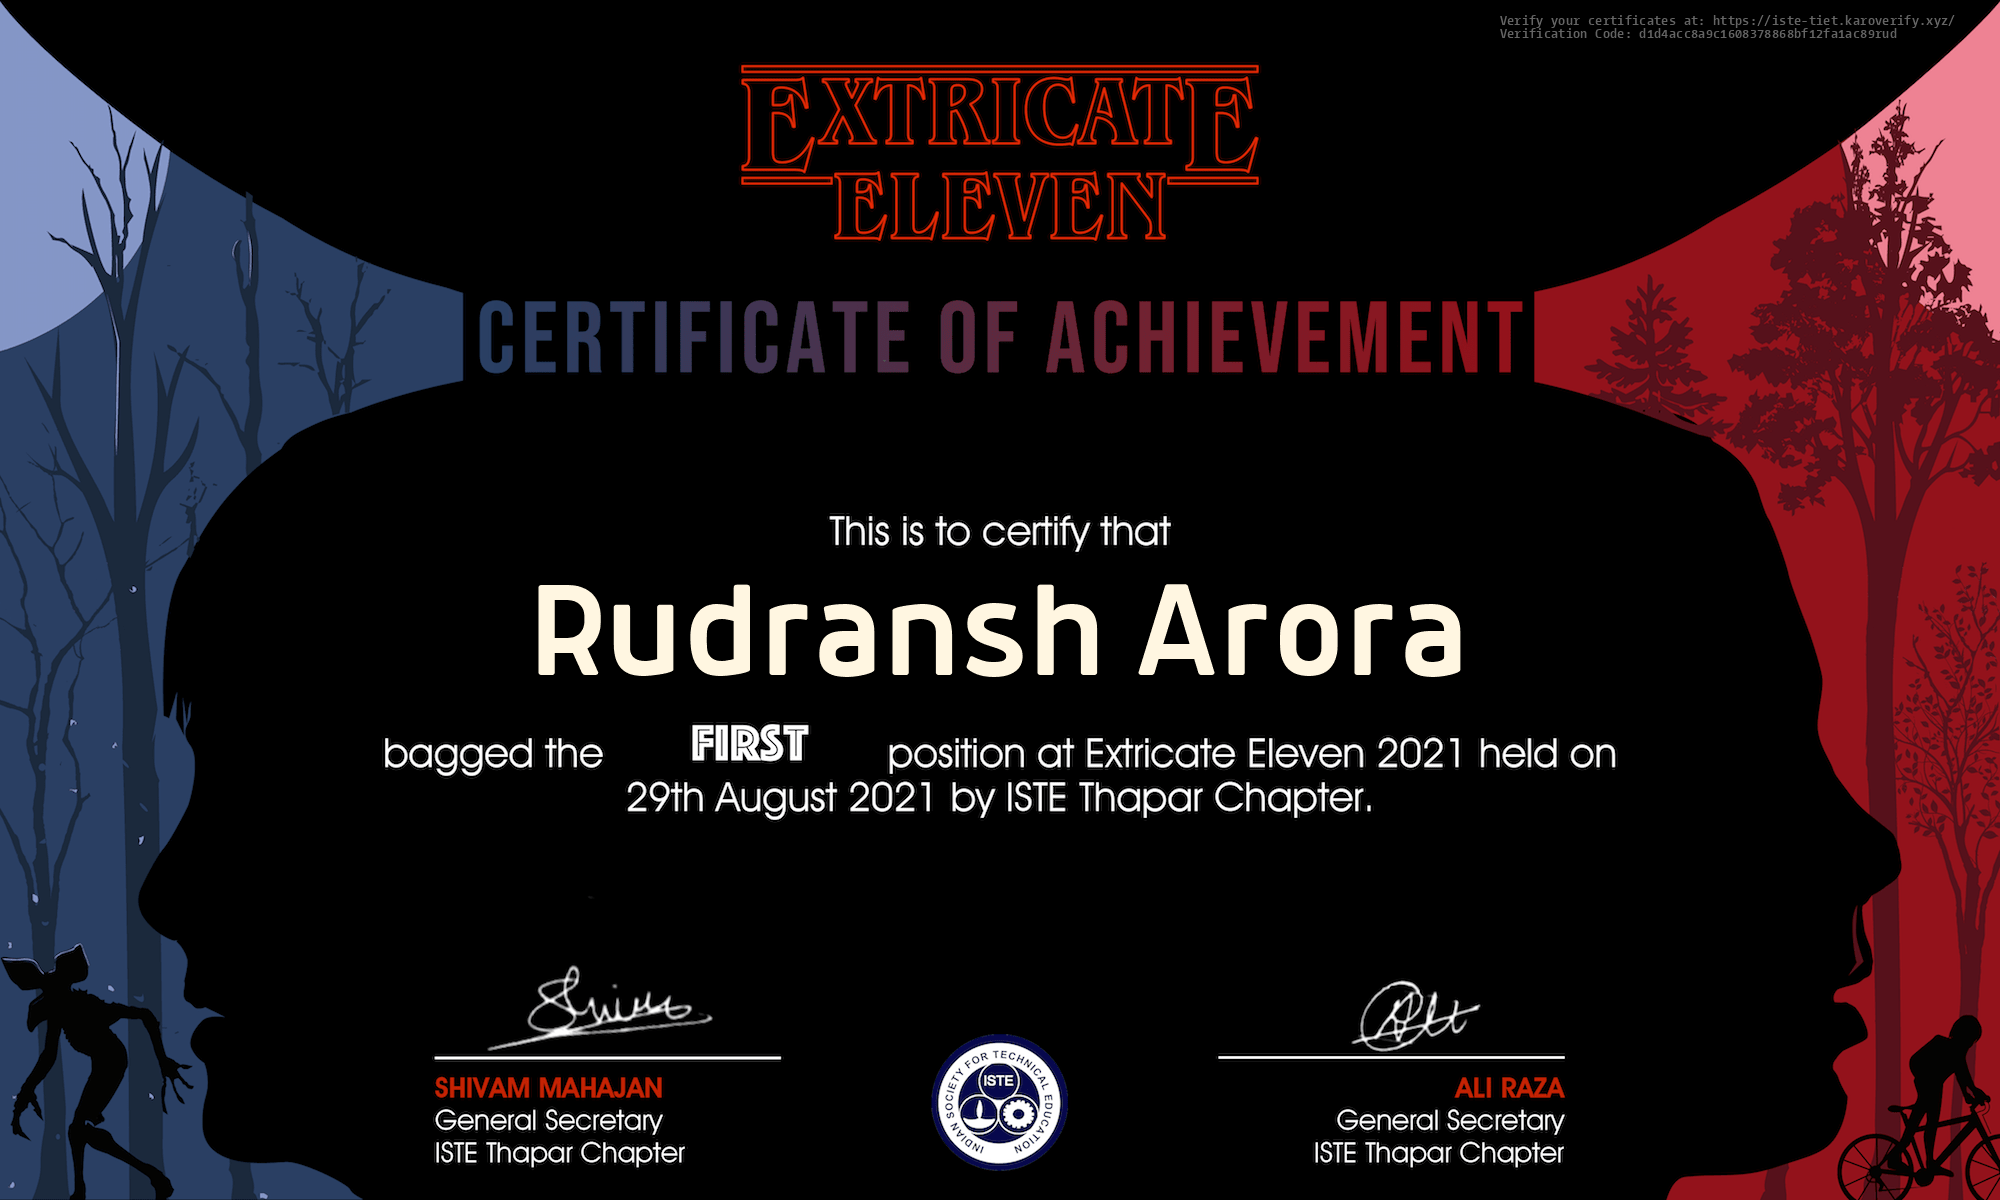 Verify your certificates at: https://iste-tiet.karoverify.xyz/
Verification Code: d1d4acc8a9c1608378868bf12fa1ac89rud
EXTRICATE
ELEVEN
CERTIFICATE OF ACHIEVEMENT
This is to certify that
Rudransh Arora
bagged the FIRST position at Extricate Eleven 2021 held on
29th August 2021 by ISTE Thapar Chapter.
SHIVAM MAHAJAN
General Secretary
ISTE Thapar Chapter
INDIAN SOCIETY FOR TECHNICAL EDUCATION
ISTE
ALI RAZA
General Secretary
ISTE Thapar Chapter